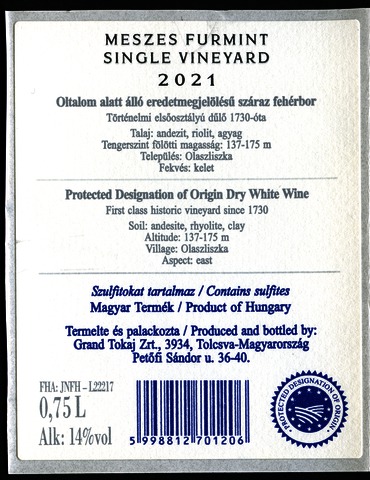 MESZES FURMINT
SINGLE VINEYARD
2021
Oltalom alatt álló eredetmegjelölésű száraz fehérbor
Történelmi elsőosztályú dűlő 1730-óta
Talaj: andezit, riolit, agyag
Tengerszint fölötti magasság: 137-175 m
Település: Olaszliszka
Fekvés: kelet
Protected Designation of Origin Dry White Wine
First class historic vineyard since 1730
Soil: andesite, rhyolite, clay
Altitude: 137-175 m
Village: Olaszliszka
Aspect: east
Szulfitokat tartalmaz / Contains sulfites
Magyar Termék / Product of Hungary
Termelte és palackozta / Produced and bottled by:
Grand Tokaj Zrt., 3934, Tolcsva-Magyarország
Petőfi Sándor u. 36-40.
FHA: JNFH - L22217
0,75 L
Alk: 14%vol
5 998812 701206
PROTECTED DESIGNATION OF ORIGIN